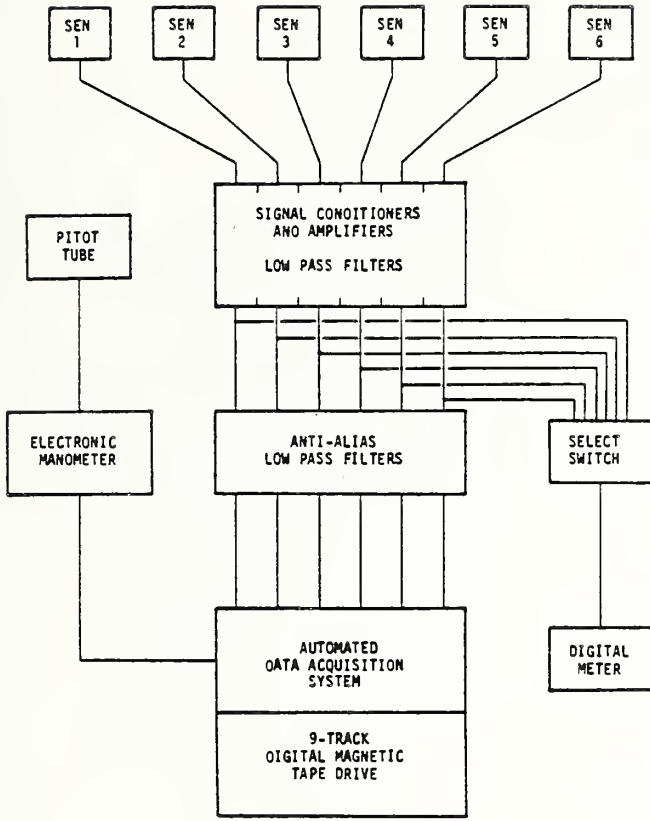 SEN
1
SEN
2
SEN
3
SEN
4
SEN
5
SEN
6
SIGNAL CONOITIONERS
ANO AMPLIFIERS
LOW PASS FILTERS
PITOT
TUBE
ELECTRONIC
MANOMETER
ANTI-ALIAS
LOW PASS FILTERS
SELECT
SWITCH
AUTOMATED
OATA ACQUISITION
SYSTEM
DIGITAL
METER
9-TRACK
OIGITAL MAGNETIC
TAPE DRIVE